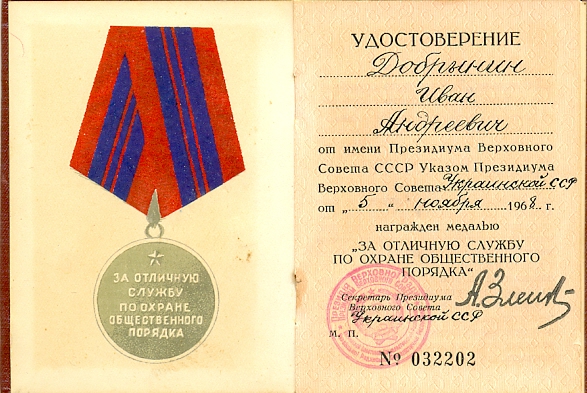 ЗА ОТЛИЧНУЮ
СЛУЖБУ
ПО ОХРАНЕ
ОБЩЕСТВЕННОГО
ПОРЯДКА
УДОСТОВЕРЕНИЕ
Добрынин
Иван
Андреевич
от имени Президиума Верховного
Совета СССР Указом Президиума
Верховного Совета Украинской ССР
от „ 5 “ ноября 1968 г.
награжден медалью
„ЗА ОТЛИЧНУЮ СЛУЖБУ
ПО ОХРАНЕ ОБЩЕСТВЕННОГО
ПОРЯДКА“
Секретарь Президиума
Верховного Совета
Украинской ССР
М. П.
№ 032202